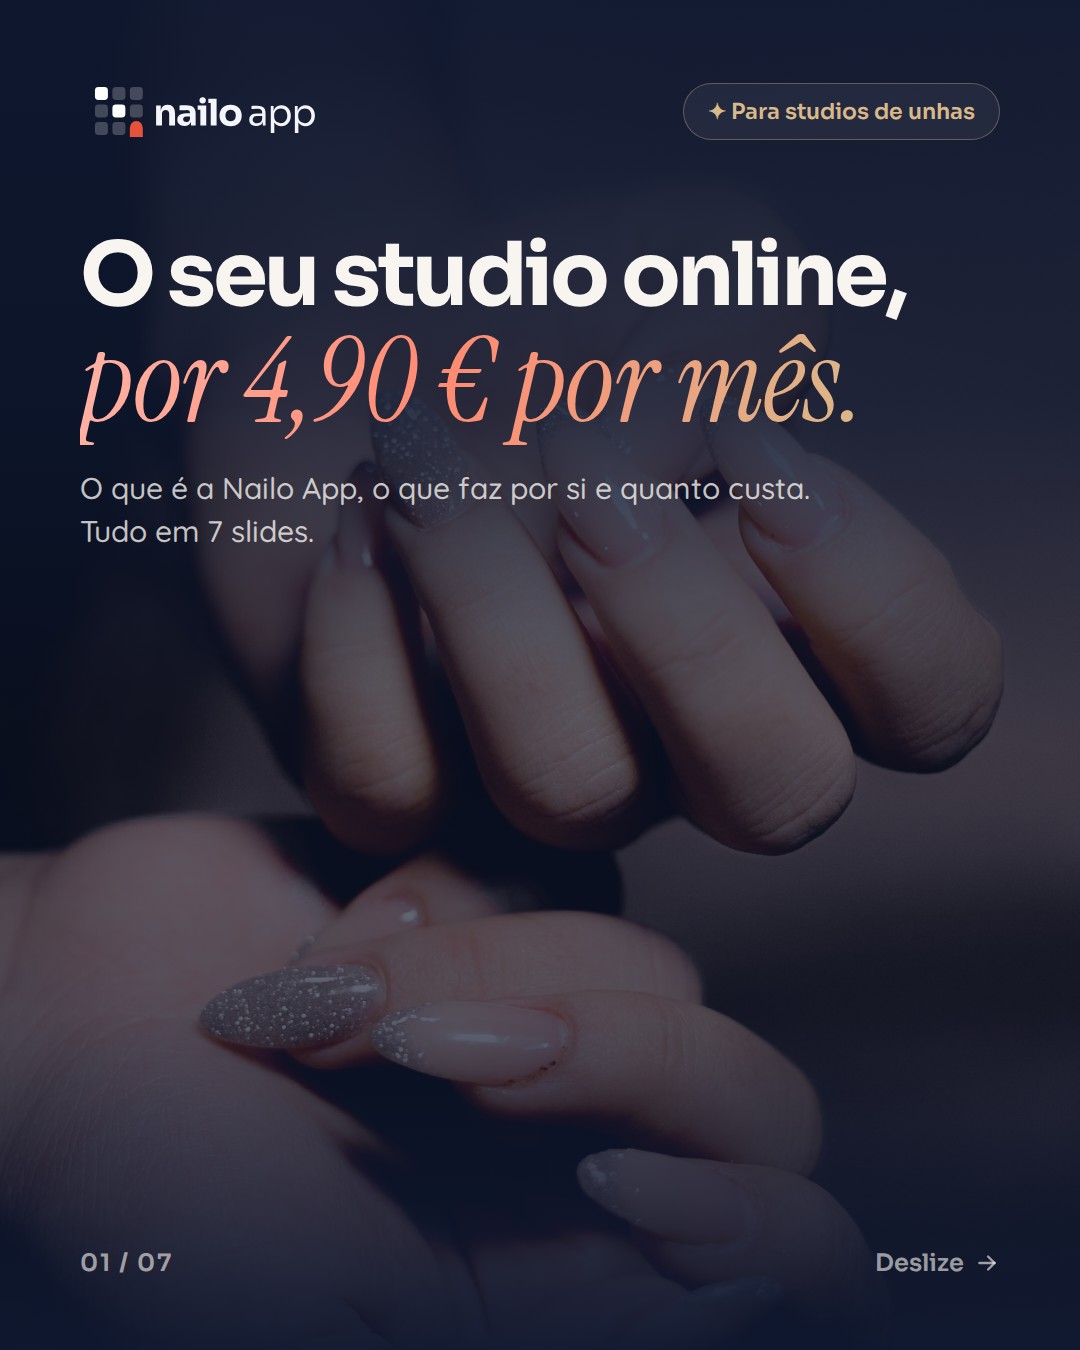 nailo app
✦ Para studios de unhas
O seu studio online,
por 4,90 € por mês.
O que é a Nailo App, o que faz por si e quanto custa.
Tudo em 7 slides.
01 / 07
Deslize →